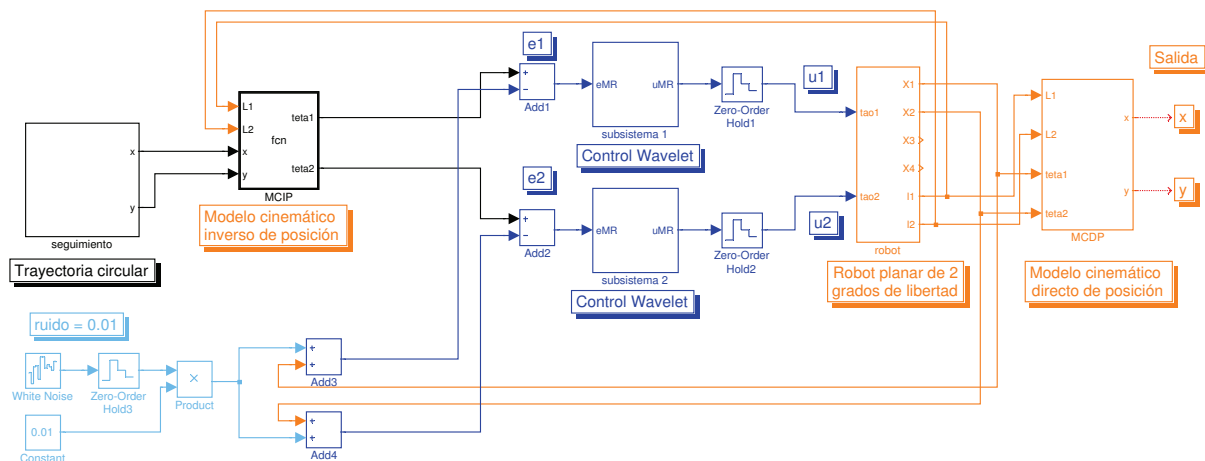 e1
e2
u1
u2
Salida
x
y
L1
L2
x
y
fcn
teta1
teta2
MCIP
Modelo cinemático
inverso de posición
x
y
seguimiento
Trayectoria circular
+
−
Add1
+
−
Add2
eMR
uMR
subsistema 1
Control Wavelet
eMR
uMR
subsistema 2
Control Wavelet
Zero-Order
Hold1
Zero-Order
Hold2
tao1
tao2
X1
X2
X3
X4
l1
l2
robot
Robot planar de 2
grados de libertad
L1
L2
teta1
teta2
x
y
MCDP
Modelo cinemático
directo de posición
ruido = 0.01
White Noise
Zero-Order
Hold3
×
Product
0.01
Constant
+
+
Add3
+
+
Add4